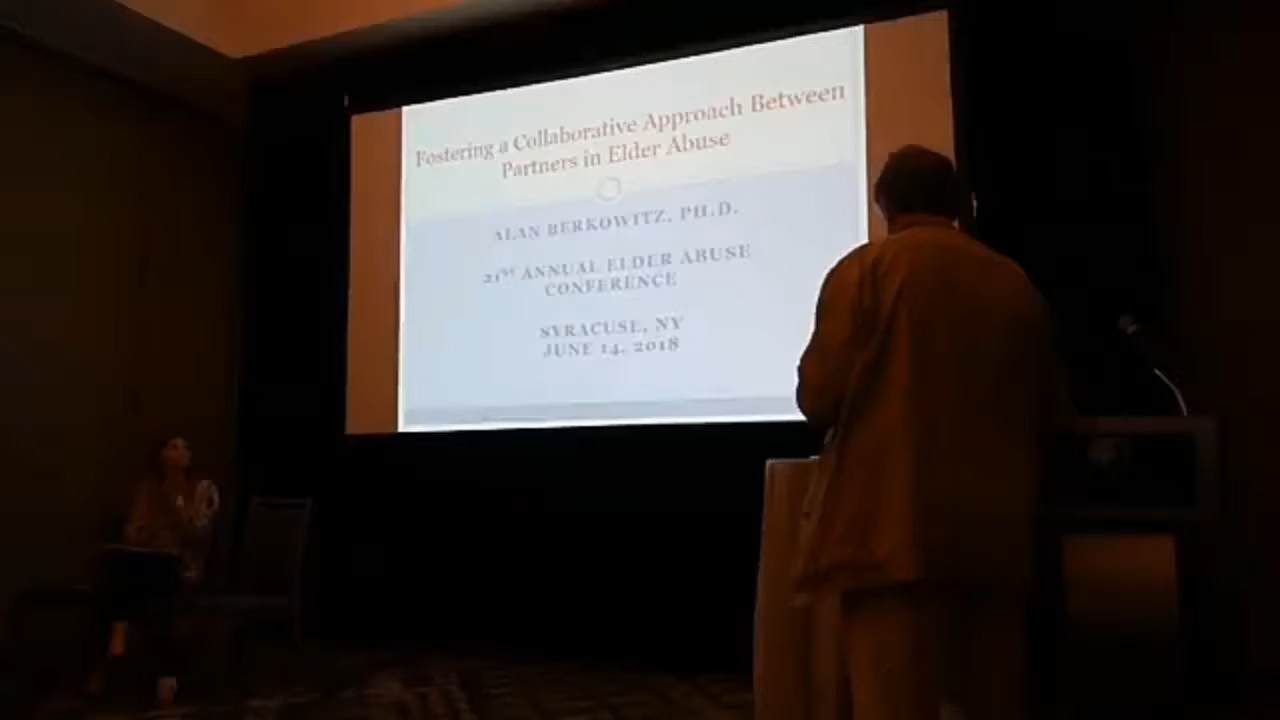 Fostering a Collaborative Approach Between
Partners in Elder Abuse
ALAN BERKOWITZ, PH.D.
21ST ANNUAL ELDER ABUSE
CONFERENCE
SYRACUSE, NY
JUNE 14, 2018